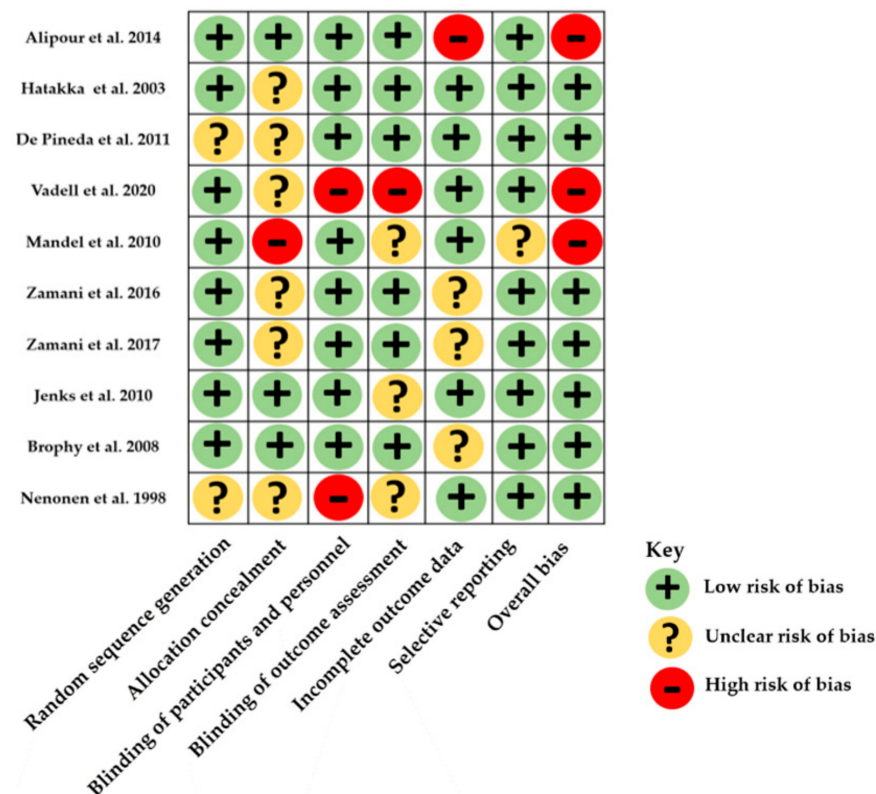 Alipour et al. 2014
+ + + + - + -
Hatakka et al. 2003
+ ? + + + + +
De Pineda et al. 2011
? ? + + + + +
Vadell et al. 2020
+ ? - - + + -
Mandel et al. 2010
+ - + ? + ? -
Zamani et al. 2016
+ ? + + ? + +
Zamani et al. 2017
+ ? + + ? + +
Jenks et al. 2010
+ + + ? + + +
Brophy et al. 2008
+ + + + ? + +
Nenonen et al. 1998
? ? - ? + + +
Random sequence generation
Allocation concealment
Blinding of participants and personnel
Blinding of outcome assessment
Incomplete outcome data
Selective reporting
Overall bias
Key
+ Low risk of bias
? Unclear risk of bias
- High risk of bias